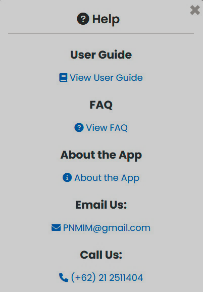 Help
User Guide
View User Guide
FAQ
View FAQ
About the App
About the App
Email Us:
PNMIM@gmail.com
Call Us:
(+62) 21 2511404